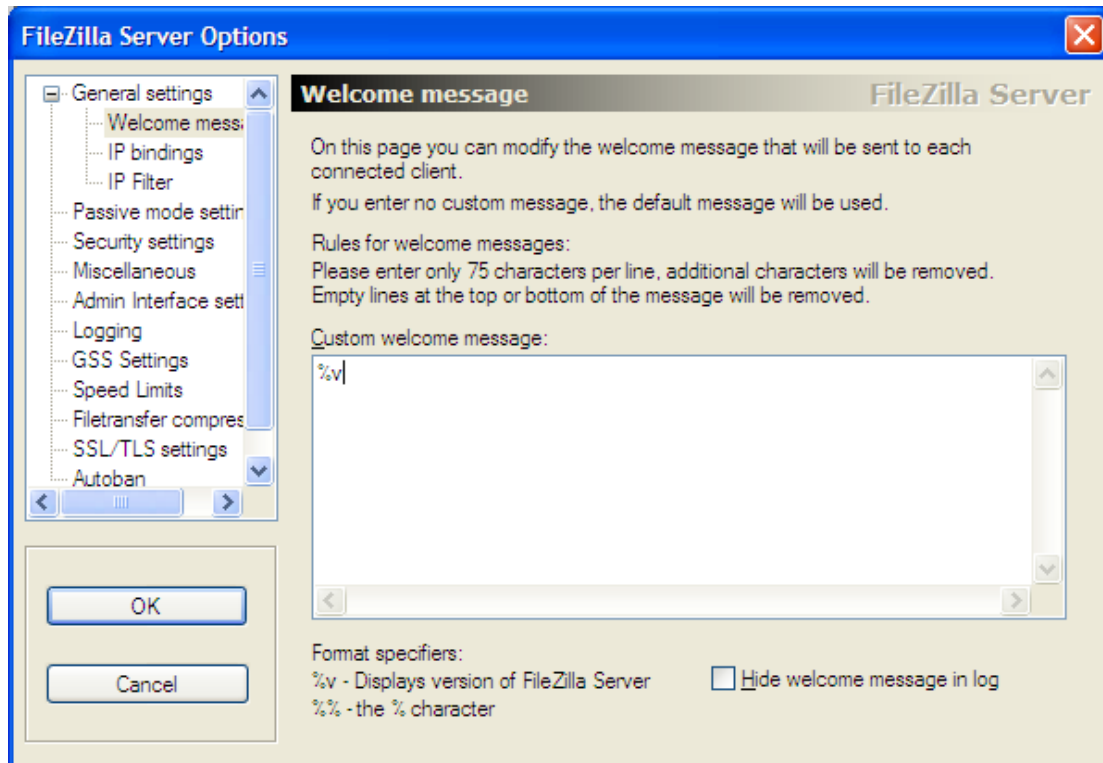 FileZilla Server Options
General settings
Welcome messa
IP bindings
IP Filter
Passive mode settin
Security settings
Miscellaneous
Admin Interface sett
Logging
GSS Settings
Speed Limits
Filetransfer compres
SSL/TLS settings
Autoban
OK
Cancel
Welcome message
FileZilla Server
On this page you can modify the welcome message that will be sent to each
connected client.
If you enter no custom message, the default message will be used.
Rules for welcome messages:
Please enter only 75 characters per line, additional characters will be removed.
Empty lines at the top or bottom of the message will be removed.
Custom welcome message:
%v
Format specifiers:
%v - Displays version of FileZilla Server
%% - the % character
Hide welcome message in log